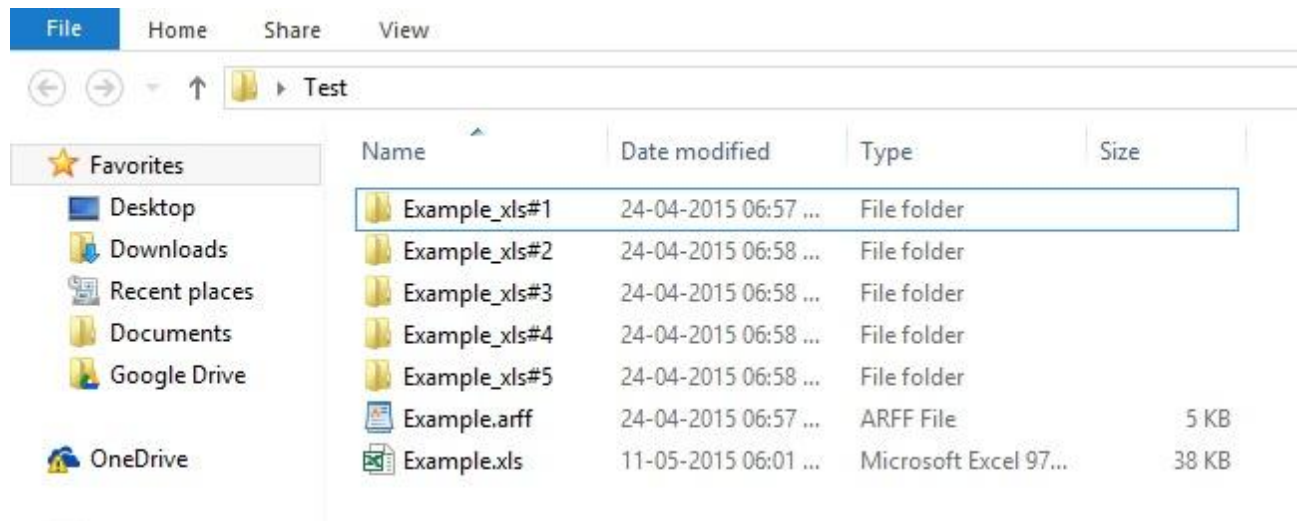 File Home Share View
Test
Name Date modified Type Size
Favorites
Desktop
Downloads
Recent places
Documents
Google Drive
OneDrive
Example_xls#1 24-04-2015 06:57 ... File folder
Example_xls#2 24-04-2015 06:58 ... File folder
Example_xls#3 24-04-2015 06:58 ... File folder
Example_xls#4 24-04-2015 06:58 ... File folder
Example_xls#5 24-04-2015 06:58 ... File folder
Example.arff 24-04-2015 06:57 ... ARFF File 5 KB
Example.xls 11-05-2015 06:01 ... Microsoft Excel 97... 38 KB